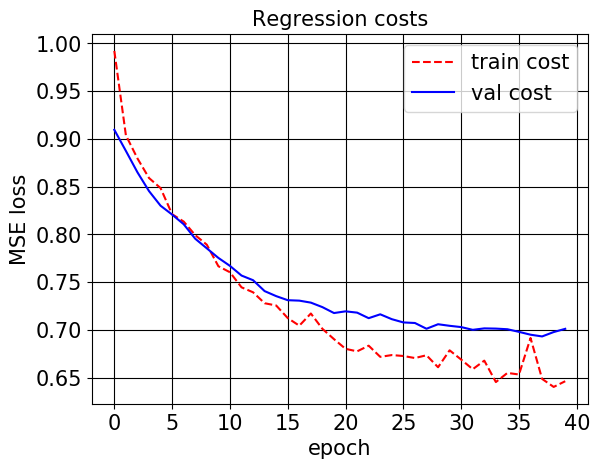 Regression costs
1.00
0.95
0.90
0.85
0.80
0.75
0.70
0.65
MSE loss
train cost
val cost
0 5 10 15 20 25 30 35 40
epoch